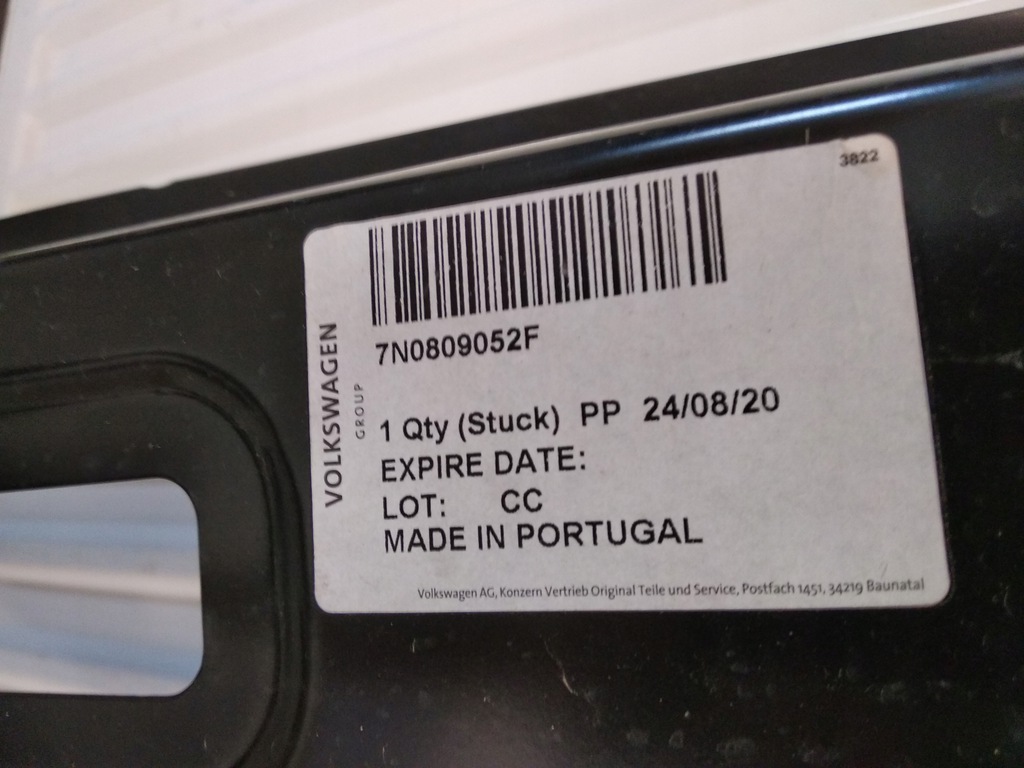 3822
7N0809052F
VOLKSWAGEN
GROUP
1 Qty (Stuck) PP 24/08/20
EXPIRE DATE:
LOT: CC
MADE IN PORTUGAL
Volkswagen AG, Konzern Vertrieb Original Teile und Service, Postfach 1451, 34219 Baunatal